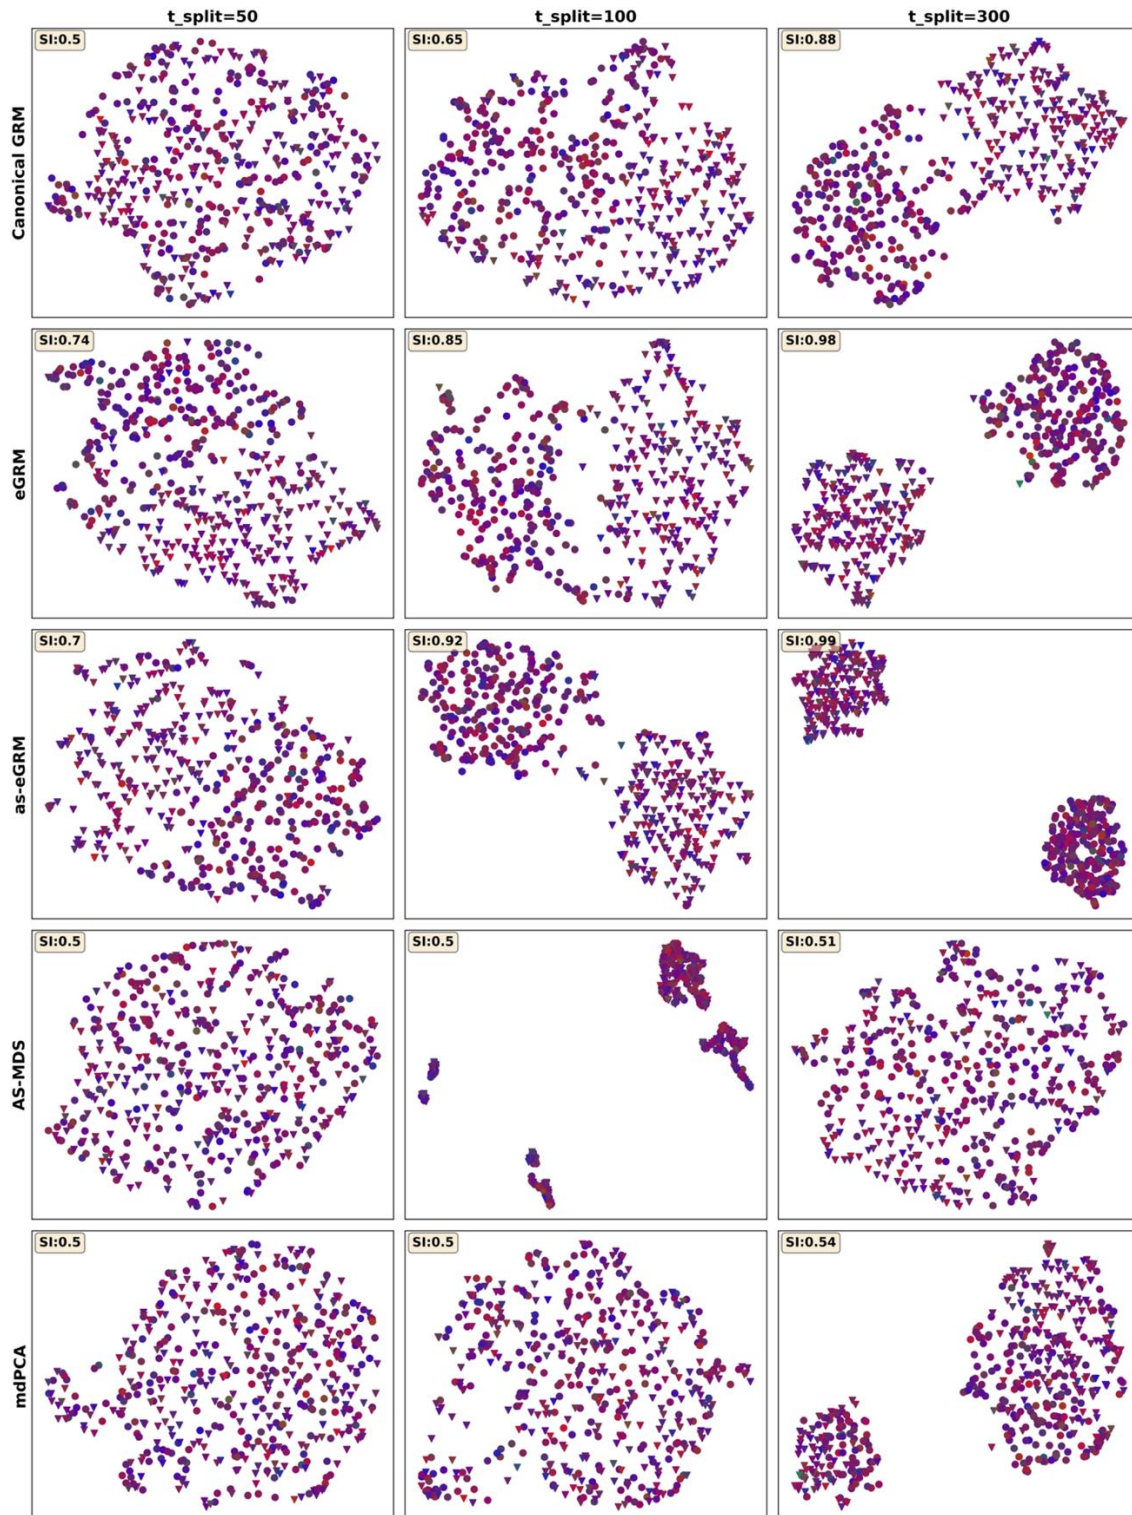 t_split=50 t_split=100 t_split=300
Canonical GRM
SI:0.5 SI:0.65 SI:0.88
eGRM
SI:0.74 SI:0.85 SI:0.98
as-eGRM
SI:0.7 SI:0.92 SI:0.99
AS-MDS
SI:0.5 SI:0.5 SI:0.51
mdPCA
SI:0.5 SI:0.5 SI:0.54